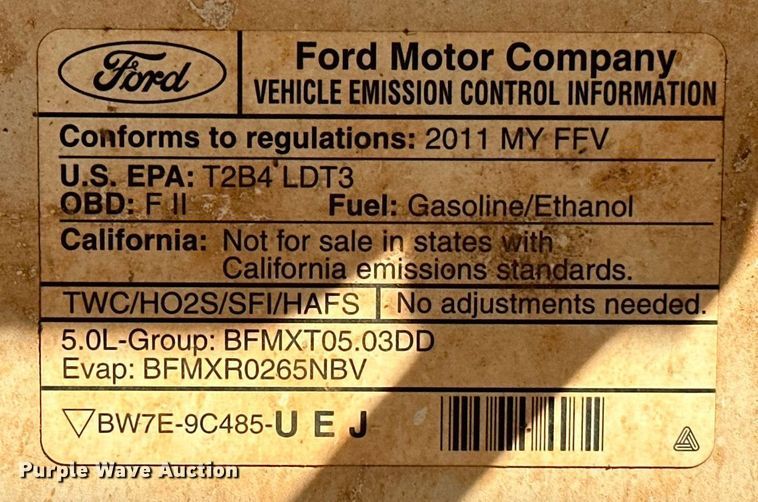 Ford
Ford Motor Company
VEHICLE EMISSION CONTROL INFORMATION
Conforms to regulations: 2011 MY FFV
U.S. EPA: T2B4 LDT3
OBD: F II Fuel: Gasoline/Ethanol
California: Not for sale in states with
California emissions standards.
TWC/HO2S/SFI/HAFS No adjustments needed.
5.0L-Group: BFMXT05.03DD
Evap: BFMXR0265NBV
BW7E-9C485-U E J
Purple Wave Auction